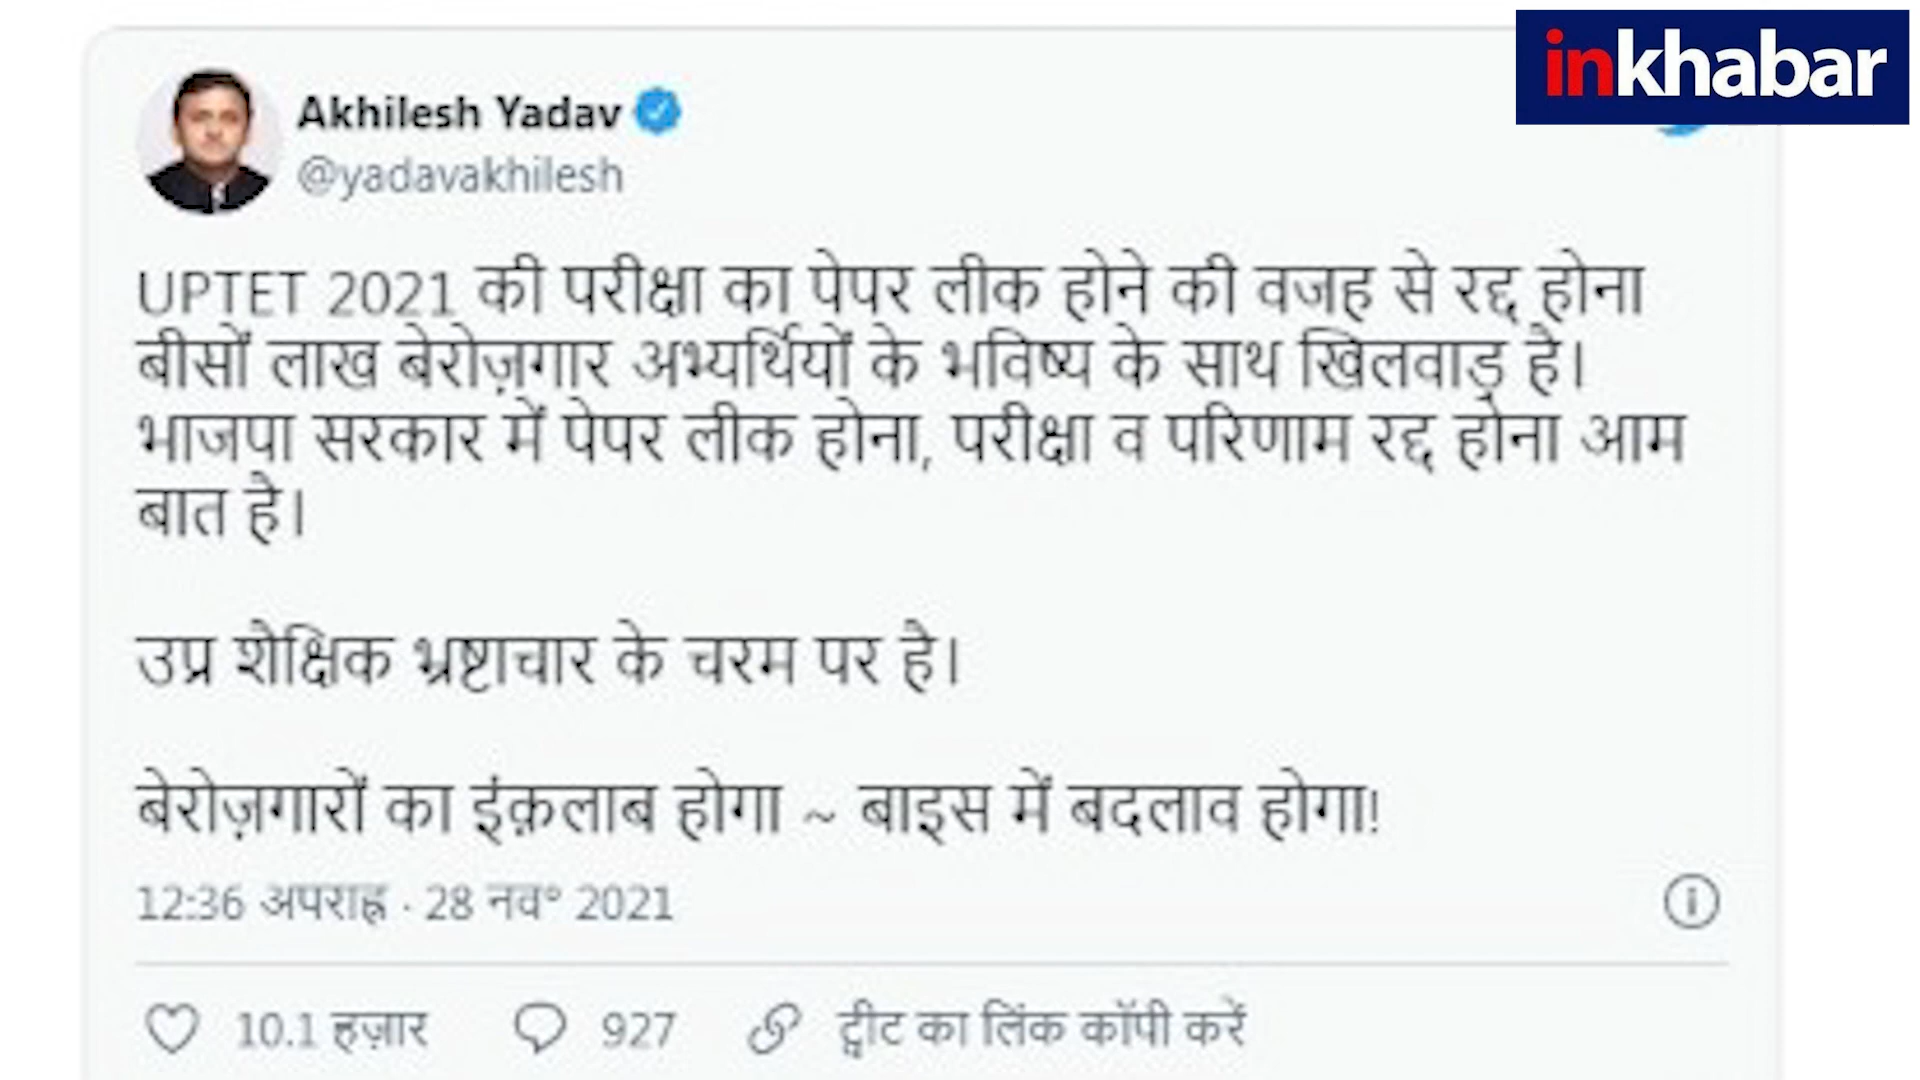 inkhabar
Akhilesh Yadav
@yadavakhilesh
UPTET 2021 की परीक्षा का पेपर लीक होने की वजह से रद्द होना
बीसों लाख बेरोज़गार अभ्यर्थियों के भविष्य के साथ खिलवाड़ है।
भाजपा सरकार में पेपर लीक होना, परीक्षा व परिणाम रद्द होना आम
बात है।
उप्र शैक्षिक भ्रष्टाचार के चरम पर है।
बेरोज़गारों का इंक़लाब होगा ~ बाइस में बदलाव होगा!
12:36 अपराह्न · 28 नव॰ 2021
10.1 हज़ार 927 ट्वीट का लिंक कॉपी करें